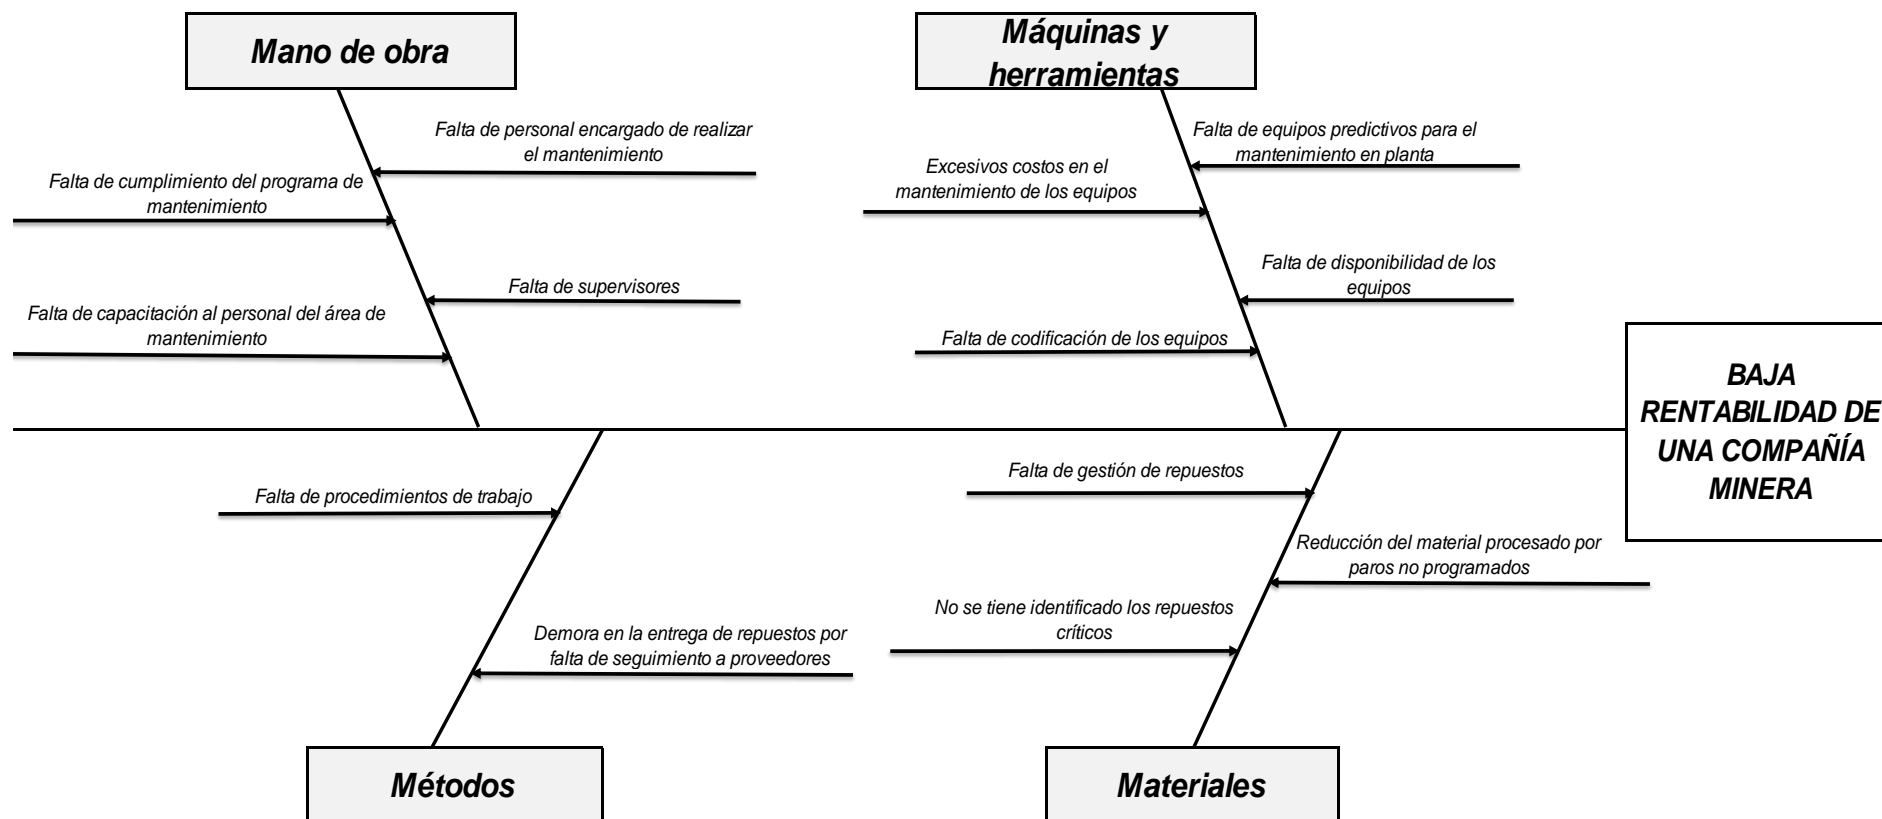 Mano de obra
Máquinas y
herramientas
Falta de personal encargado de realizar
el mantenimiento
Falta de cumplimiento del programa de
mantenimiento
Falta de supervisores
Falta de capacitación al personal del área de
mantenimiento
Falta de equipos predictivos para el
mantenimiento en planta
Excesivos costos en el
mantenimiento de los equipos
Falta de disponibilidad de los
equipos
Falta de codificación de los equipos
BAJA
RENTABILIDAD DE
UNA COMPAÑÍA
MINERA
Falta de procedimientos de trabajo
Demora en la entrega de repuestos por
falta de seguimiento a proveedores
Falta de gestión de repuestos
Reducción del material procesado por
paros no programados
No se tiene identificado los repuestos
críticos
Métodos
Materiales